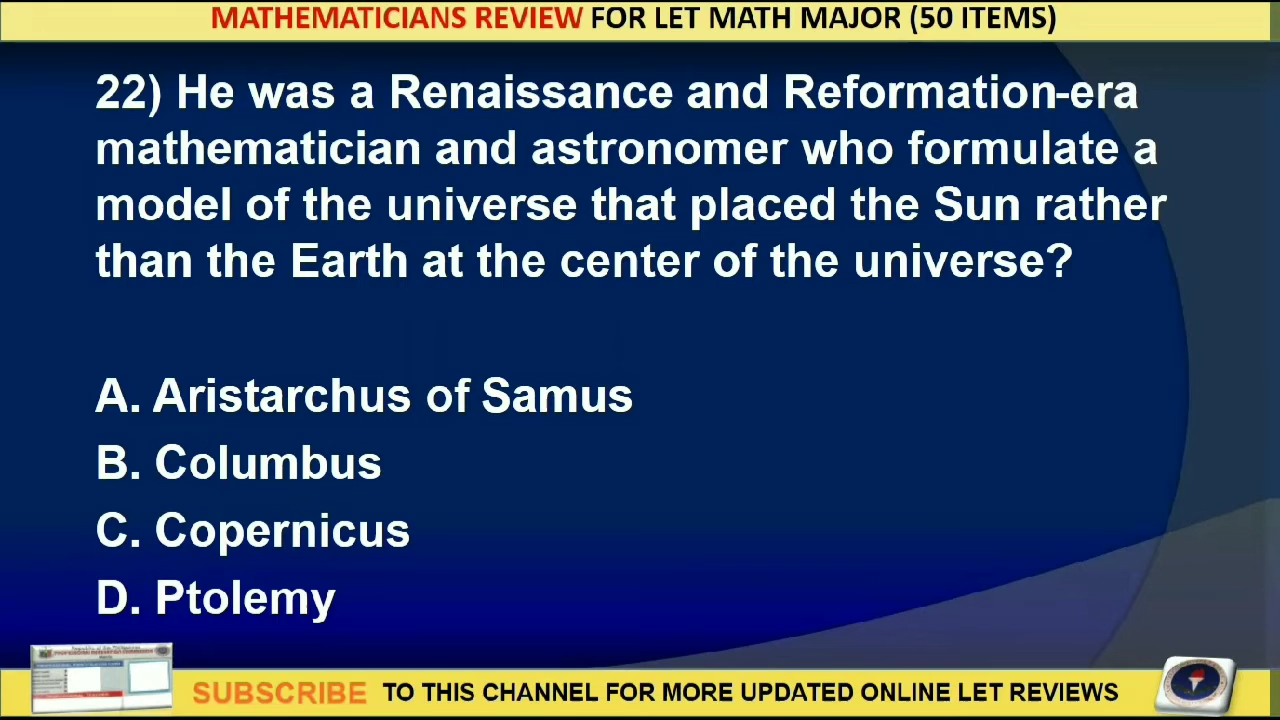 MATHEMATICIANS REVIEW FOR LET MATH MAJOR (50 ITEMS)
22) He was a Renaissance and Reformation-era
mathematician and astronomer who formulate a
model of the universe that placed the Sun rather
than the Earth at the center of the universe?
A. Aristarchus of Samus
B. Columbus
C. Copernicus
D. Ptolemy
SUBSCRIBE TO THIS CHANNEL FOR MORE UPDATED ONLINE LET REVIEWS